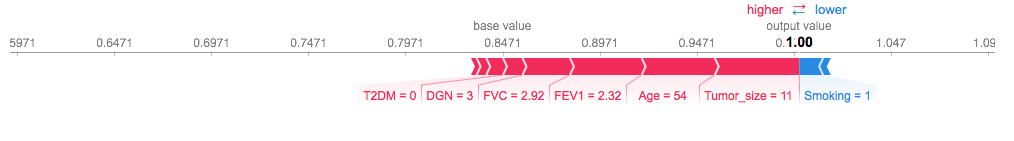 higher ⇄ lower
base value output value
5971 0.6471 0.6971 0.7471 0.7971 0.8471 0.8971 0.9471 1.00 1.047 1.09
T2DM = 0 DGN = 3 FVC = 2.92 FEV1 = 2.32 Age = 54 Tumor_size = 11 Smoking = 1